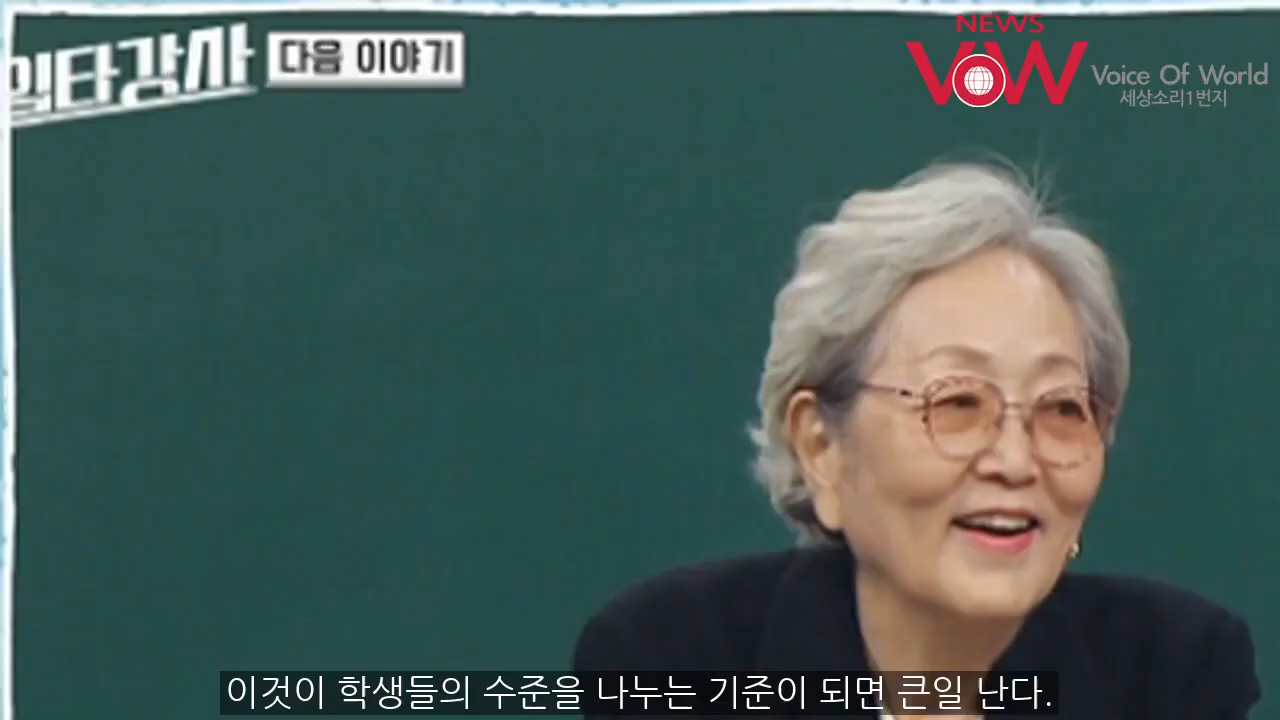 일타강사
다음 이야기
NEWS
VOW
Voice Of World
세상소리1번지
이것이 학생들의 수준을 나누는 기준이 되면 큰일 난다.